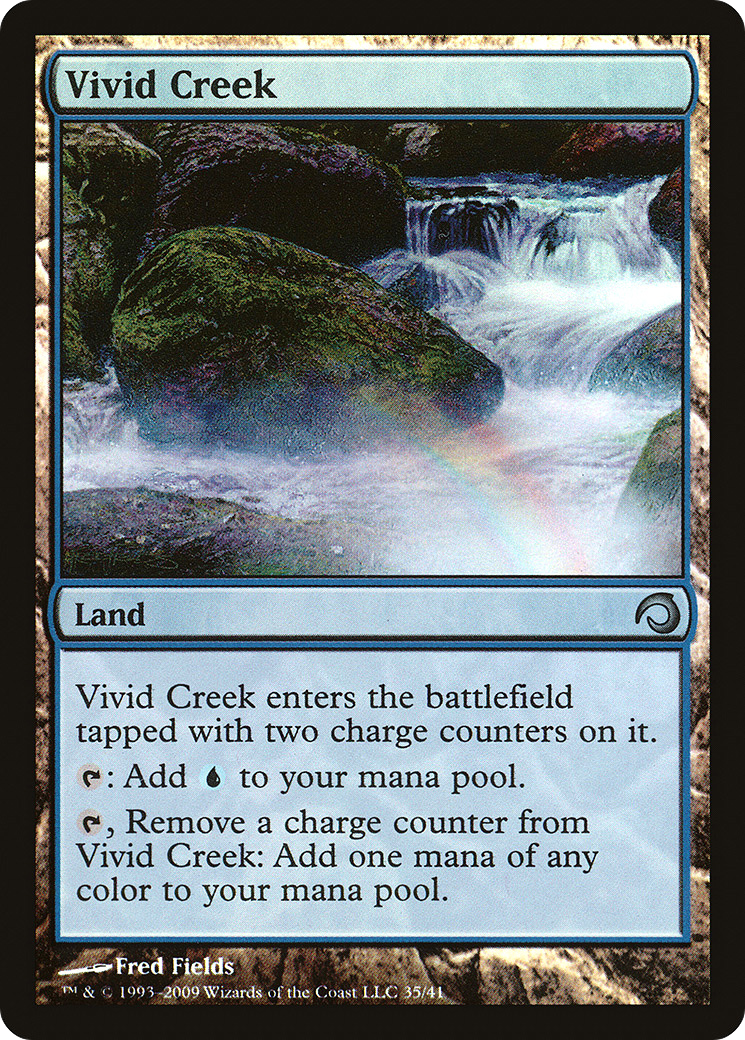 Vivid Creek
Land
Vivid Creek enters the battlefield
tapped with two charge counters on it.
: Add to your mana pool.
, Remove a charge counter from
Vivid Creek: Add one mana of any
color to your mana pool.
Fred Fields
™ & © 1993–2009 Wizards of the Coast LLC 35/41